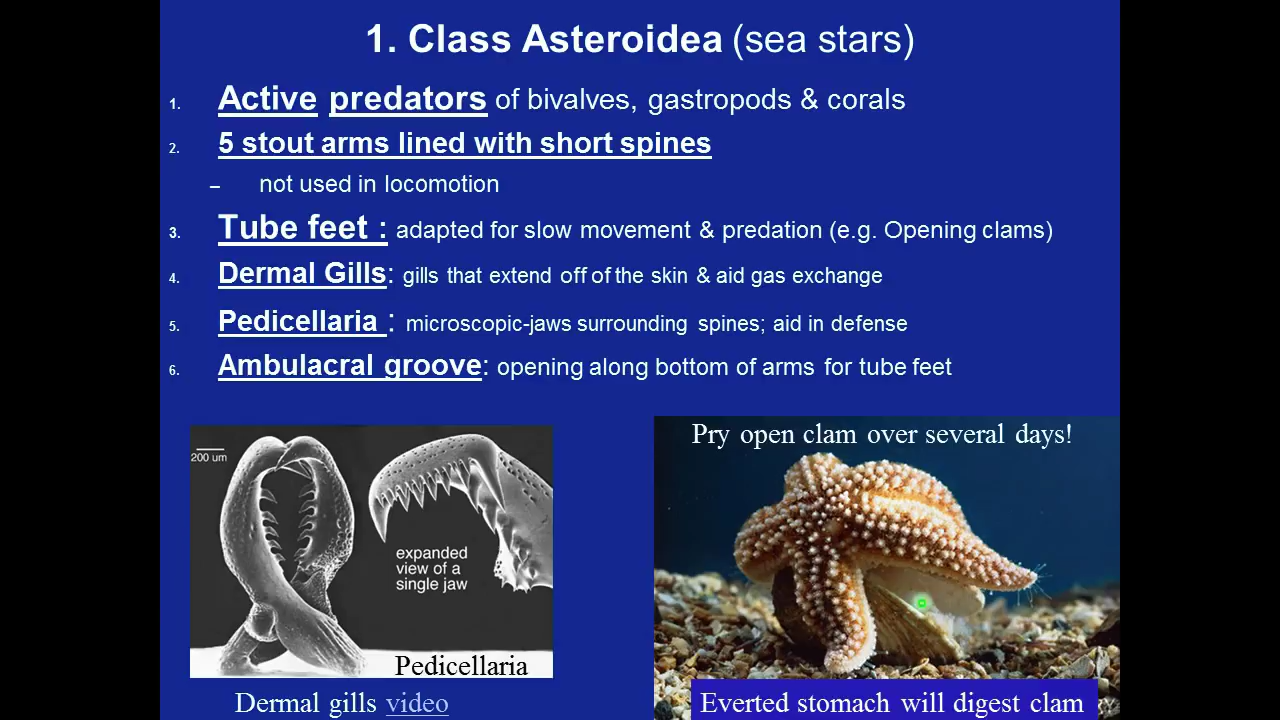 1. Class Asteroidea (sea stars)
1. Active predators of bivalves, gastropods & corals
2. 5 stout arms lined with short spines
– not used in locomotion
3. Tube feet : adapted for slow movement & predation (e.g. Opening clams)
4. Dermal Gills: gills that extend off of the skin & aid gas exchange
5. Pedicellaria : microscopic-jaws surrounding spines; aid in defense
6. Ambulacral groove: opening along bottom of arms for tube feet
200 um
expanded
view of a
single jaw
Pedicellaria
Dermal gills video
Pry open clam over several days!
Everted stomach will digest clam